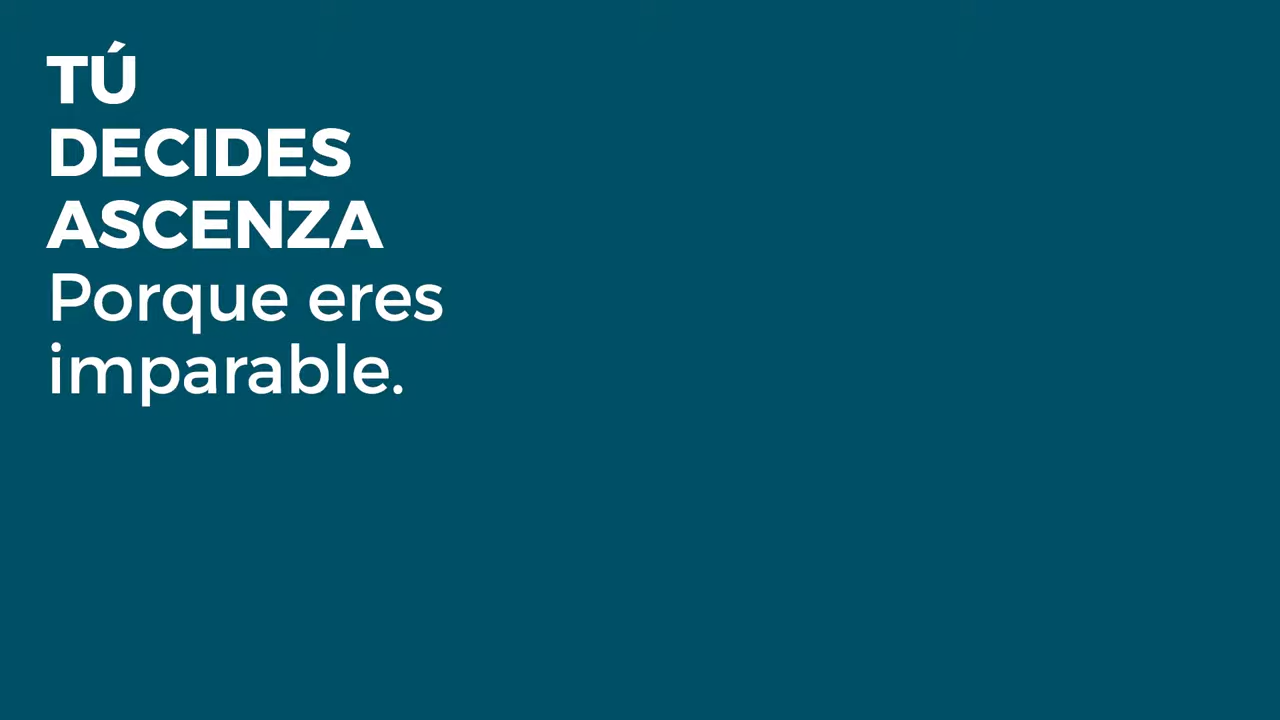 TÚ
DECIDES
ASCENZA
Porque eres
imparable.